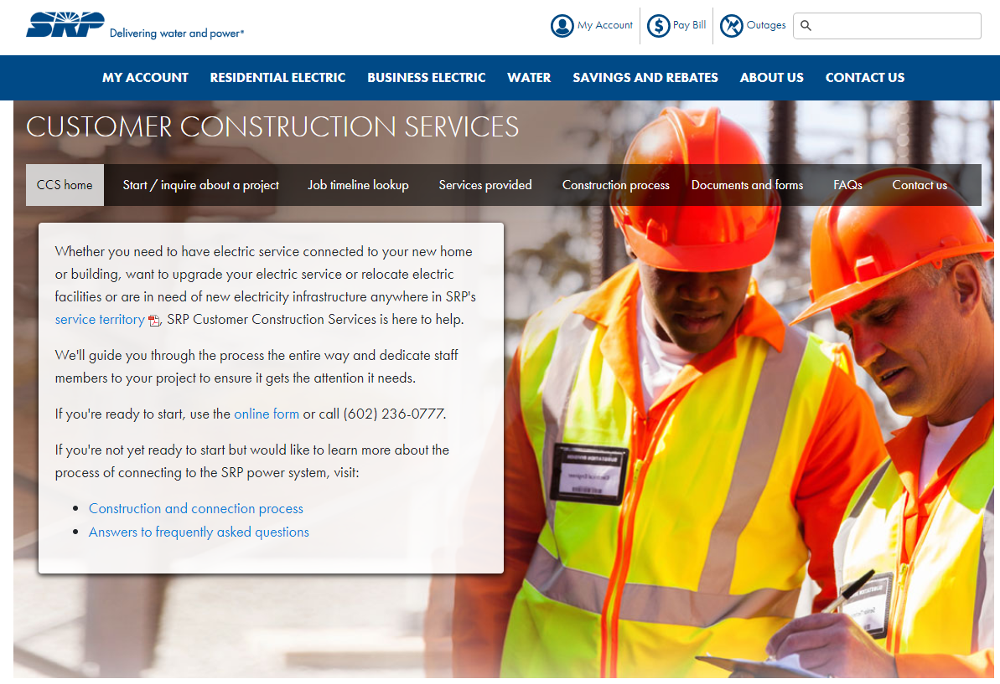 SRP Delivering water and power®
My Account
Pay Bill
Outages
MY ACCOUNT RESIDENTIAL ELECTRIC BUSINESS ELECTRIC WATER SAVINGS AND REBATES ABOUT US CONTACT US
CUSTOMER CONSTRUCTION SERVICES
CCS home Start / inquire about a project Job timeline lookup Services provided Construction process Documents and forms FAQs Contact us
Whether you need to have electric service connected to your new home
or building, want to upgrade your electric service or relocate electric
facilities or are in need of new electricity infrastructure anywhere in SRP's
service territory , SRP Customer Construction Services is here to help.
We'll guide you through the process the entire way and dedicate staff
members to your project to ensure it gets the attention it needs.
If you're ready to start, use the online form or call (602) 236-0777.
If you're not yet ready to start but would like to learn more about the
process of connecting to the SRP power system, visit:
• Construction and connection process
• Answers to frequently asked questions